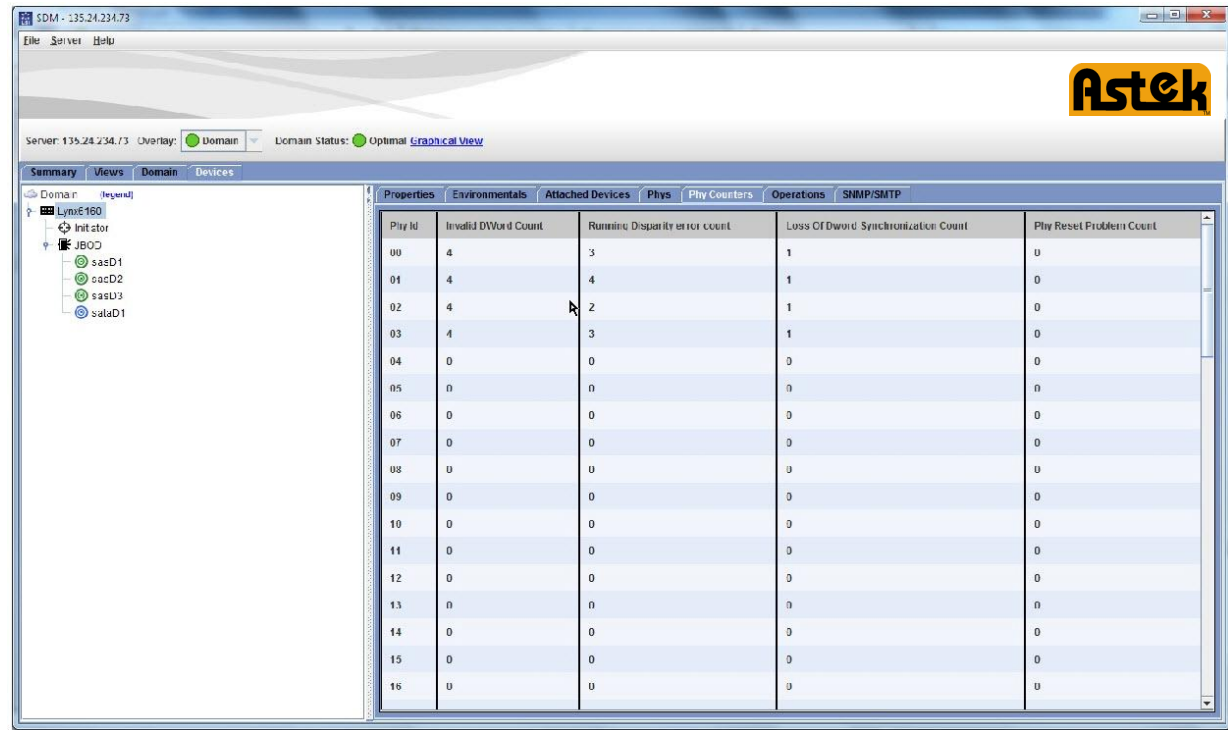 SDM - 135.24.234.73
File Server Help
Astek
TM
Server: 135.24.234.73 Overlay: Domain Domain Status: Optimal Graphical View
Summary Views Domain Devices
Domain (legend)
Lynx6160
Initiator
JBOD
sasD1
sasD2
sasD3
sataD1
Properties Environmentals Attached Devices Phys Phy Counters Operations SNMP/SMTP
Phy Id Invalid DWord Count Running Disparity error count Loss Of Dword Synchronization Count Phy Reset Problem Count
00 4 3 1 0
01 4 4 1 0
02 4 2 1 0
03 4 3 1 0
04 0 0 0 0
05 0 0 0 0
06 0 0 0 0
07 0 0 0 0
08 0 0 0 0
09 0 0 0 0
10 0 0 0 0
11 0 0 0 0
12 0 0 0 0
13 0 0 0 0
14 0 0 0 0
15 0 0 0 0
16 0 0 0 0